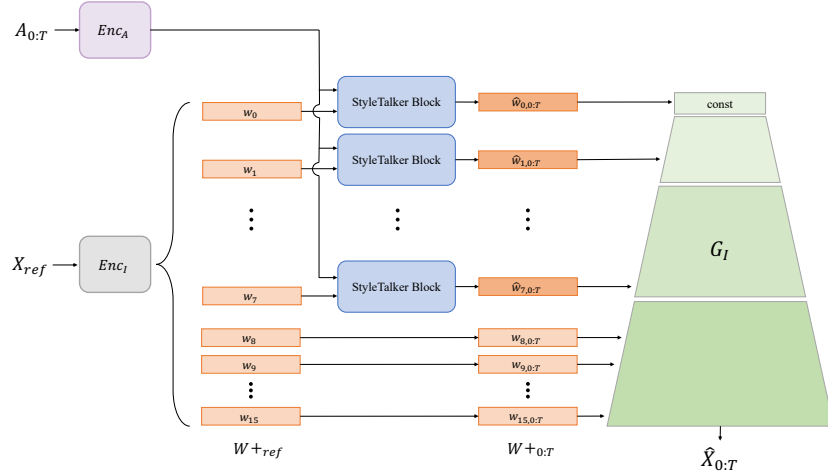 A_{0:T}
Enc_A
StyleTalker Block
ŵ_{0,0:T}
const
w_0
StyleTalker Block
ŵ_{1,0:T}
w_1
G_I
X_{ref}
Enc_I
StyleTalker Block
ŵ_{7,0:T}
w_7
w_8
w_{8,0:T}
w_9
w_{9,0:T}
w_{15}
w_{15,0:T}
W+_{ref}
W+_{0:T}
X̂_{0:T}